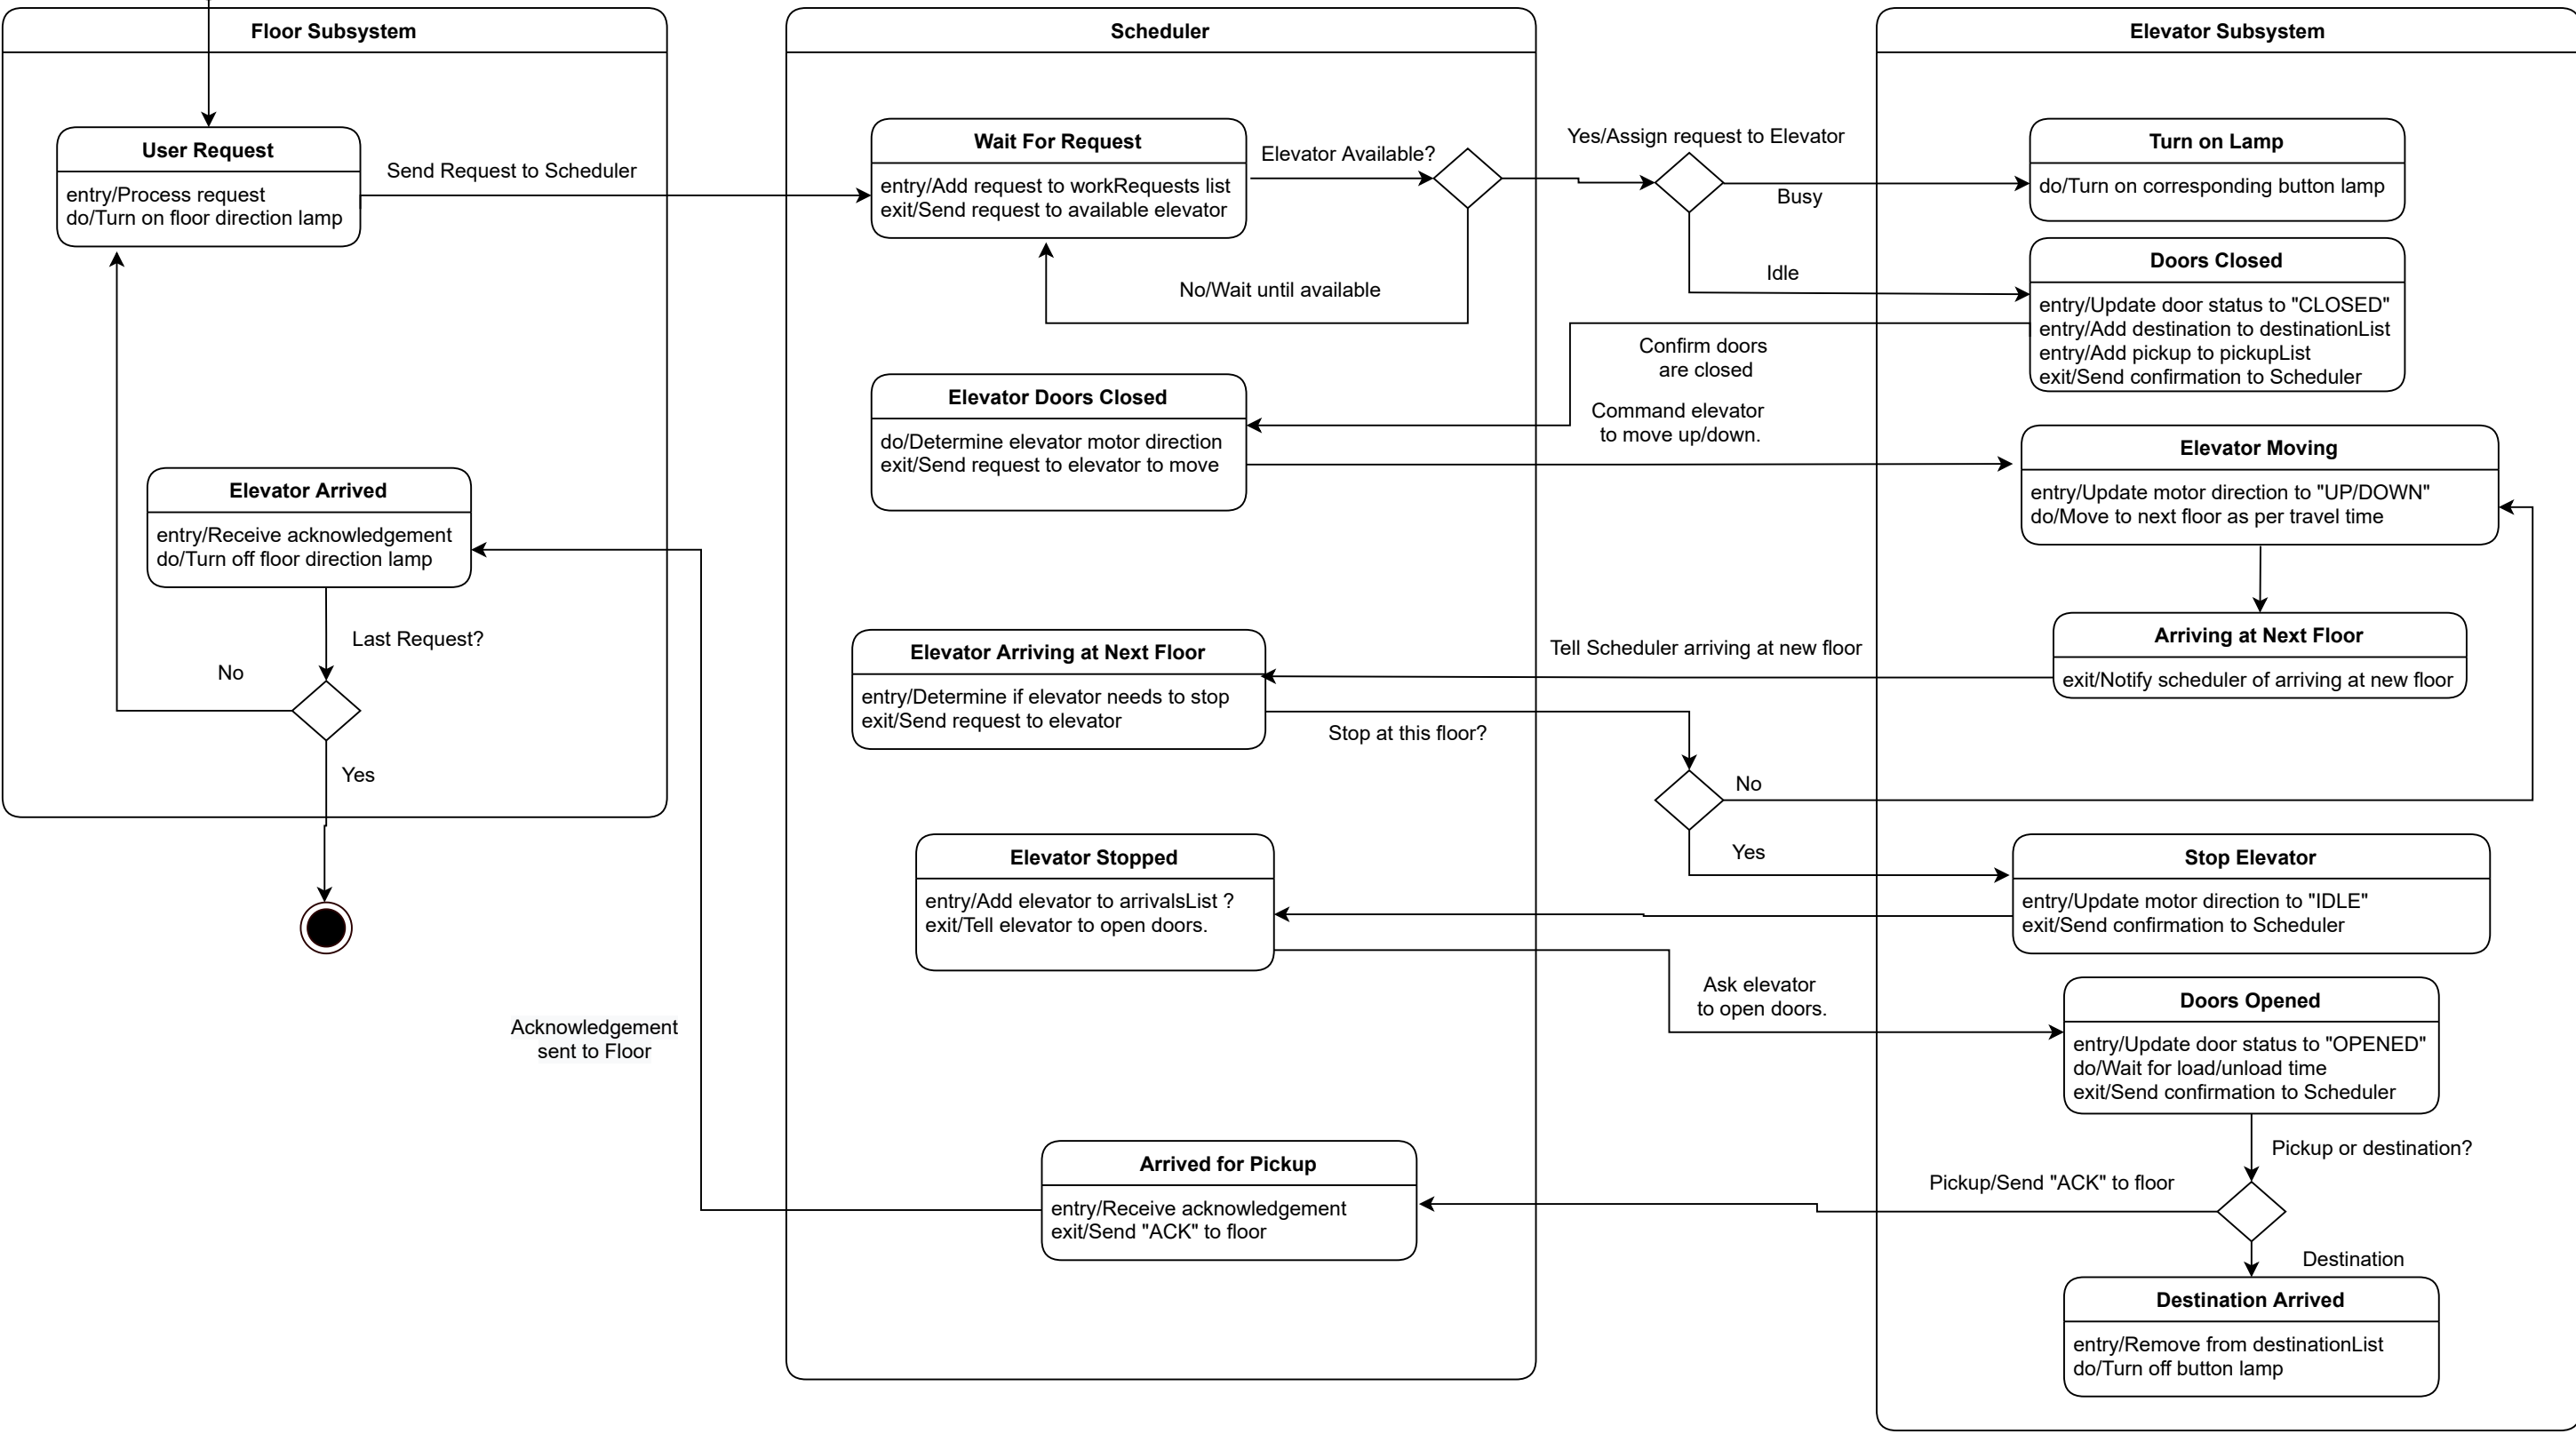 Floor Subsystem
User Request
entry/Process request
do/Turn on floor direction lamp
Send Request to Scheduler
Elevator Arrived
entry/Receive acknowledgement
do/Turn off floor direction lamp
Last Request?
No
Yes
Acknowledgement
sent to Floor
Scheduler
Wait For Request
entry/Add request to workRequests list
exit/Send request to available elevator
Elevator Available?
No/Wait until available
Yes/Assign request to Elevator
Busy
Idle
Elevator Doors Closed
do/Determine elevator motor direction
exit/Send request to elevator to move
Confirm doors
are closed
Command elevator
to move up/down.
Elevator Arriving at Next Floor
entry/Determine if elevator needs to stop
exit/Send request to elevator
Tell Scheduler arriving at new floor
Stop at this floor?
No
Yes
Elevator Stopped
entry/Add elevator to arrivalsList ?
exit/Tell elevator to open doors.
Ask elevator
to open doors.
Arrived for Pickup
entry/Receive acknowledgement
exit/Send "ACK" to floor
Elevator Subsystem
Turn on Lamp
do/Turn on corresponding button lamp
Doors Closed
entry/Update door status to "CLOSED"
entry/Add destination to destinationList
entry/Add pickup to pickupList
exit/Send confirmation to Scheduler
Elevator Moving
entry/Update motor direction to "UP/DOWN"
do/Move to next floor as per travel time
Arriving at Next Floor
exit/Notify scheduler of arriving at new floor
Stop Elevator
entry/Update motor direction to "IDLE"
exit/Send confirmation to Scheduler
Doors Opened
entry/Update door status to "OPENED"
do/Wait for load/unload time
exit/Send confirmation to Scheduler
Pickup or destination?
Pickup/Send "ACK" to floor
Destination
Destination Arrived
entry/Remove from destinationList
do/Turn off button lamp